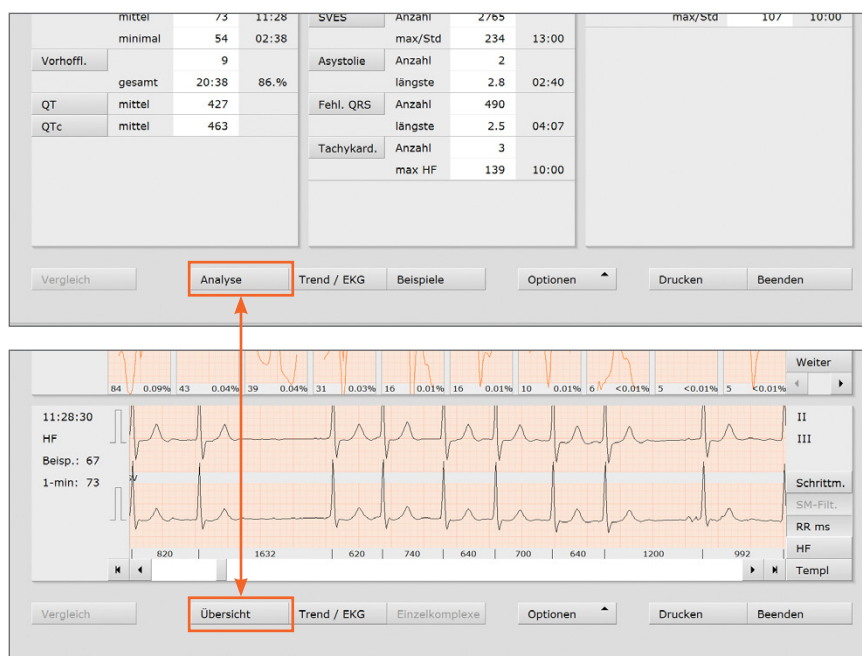 mittel 73 11:28 SVES Anzahl 2765 max/Std 107 10:00
minimal 54 02:38 max/Std 234 13:00
Vorhoffl. 9 Asystolie Anzahl 2
gesamt 20:38 86.% längste 2.8 02:40
QT mittel 427 Fehl. QRS Anzahl 490
QTc mittel 463 längste 2.5 04:07
Tachykard. Anzahl 3
max HF 139 10:00
Vergleich Analyse Trend / EKG Beispiele Optionen Drucken Beenden
Weiter
84 0.09% 43 0.04% 39 0.04% 31 0.03% 16 0.01% 16 0.01% 10 0.01% 6 <0.01% 5 <0.01% 5 <0.01%
11:28:30 II
HF III
Beisp.: 67
1-min: 73 SV Schrittm.
SM-Filt.
RR ms
HF
820 1632 620 740 640 700 640 1200 992
Templ
Vergleich Übersicht Trend / EKG Einzelkomplexe Optionen Drucken Beenden